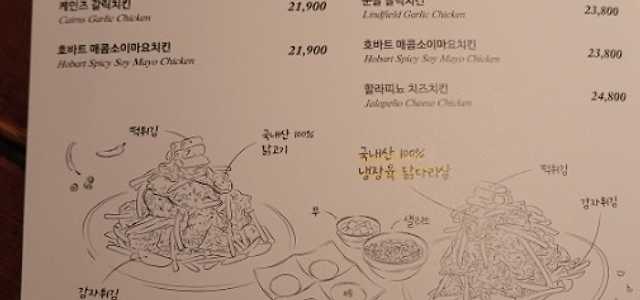 케인즈 갈릭치킨 21,900
Cairns Garlic Chicken
호바트 매콤소이마요치킨 21,900
Hobart Spicy Soy Mayo Chicken
갈릭치킨 23,800
Lindfield Garlic Chicken
호바트 매콤소이마요치킨 23,800
Hobart Spicy Soy Mayo Chicken
할라피뇨 치즈치킨 24,800
Jalapeño Cheese Chicken
떡튀김
국내산 100%
닭고기
감자튀김
국내산 100%
냉장육 닭다리살
떡튀김
감자튀김
무
샐러드